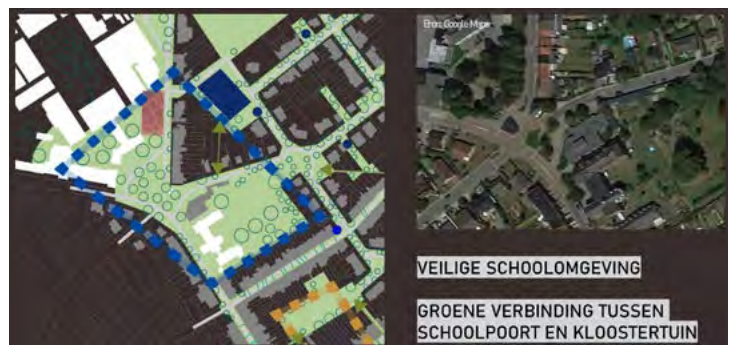 Bron: Google Maps
VEILIGE SCHOOLOMGEVING
GROENE VERBINDING TUSSEN
SCHOOLPOORT EN KLOOSTERTUIN